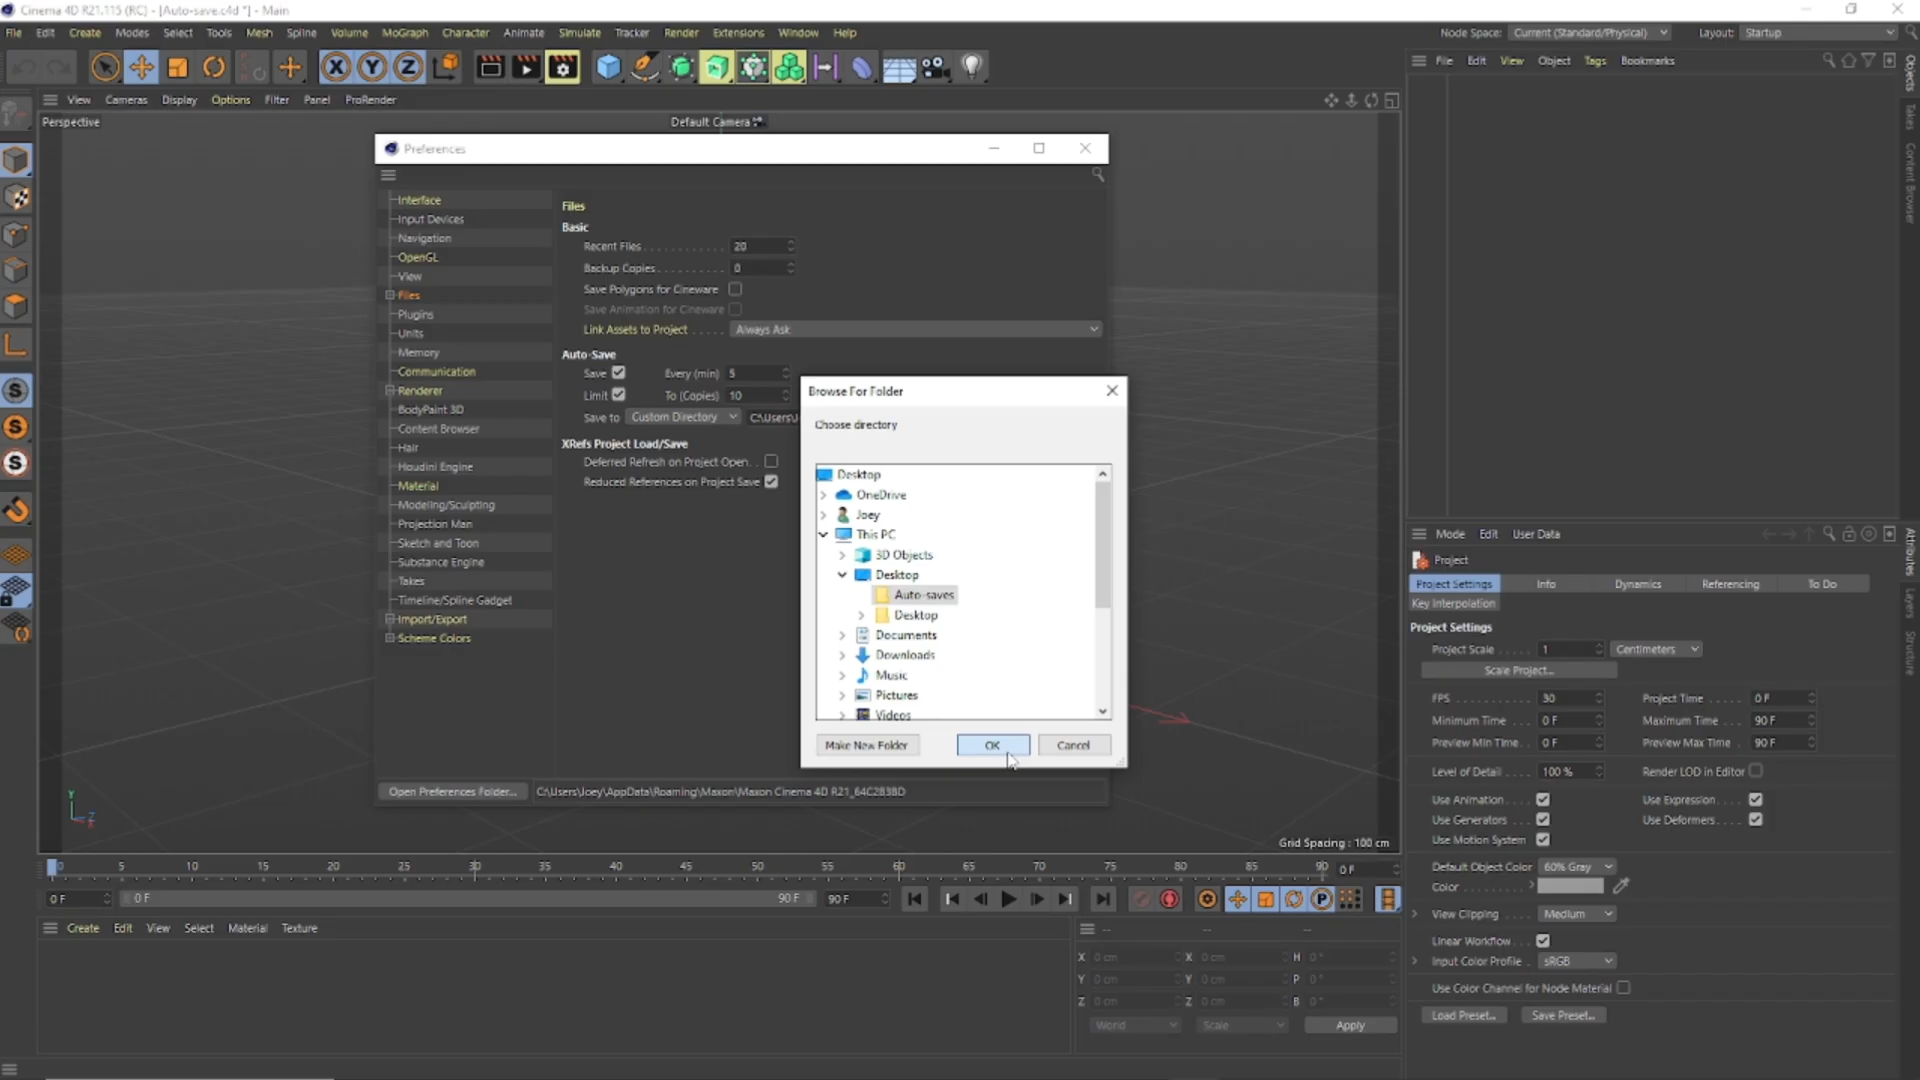 Cinema 4D R21.115 (RC) - [Auto-save.c4d *] - Main
File Edit Create Modes Select Tools Mesh Spline Volume MoGraph Character Animate Simulate Tracker Render Extensions Window Help
Node Space: Current (Standard/Physical) Layout: Startup
View Cameras Display Options Filter Panel ProRender
File Edit View Object Tags Bookmarks
Perspective
Default Camera
Preferences
Interface
Input Devices
Navigation
OpenGL
View
Files
Plugins
Units
Memory
Communication
Renderer
BodyPaint 3D
Content Browser
Hair
Houdini Engine
Material
Modeling/Sculpting
Projection Man
Sketch and Toon
Substance Engine
Takes
Timeline/Spline Gadget
Import/Export
Scheme Colors
Files
Basic
Recent Files 20
Backup Copies 0
Save Polygons for Cineware
Save Animation for Cineware
Link Assets to Project Always Ask
Auto-Save
Save Every (min) 5
Limit To (Copies) 10
Save to Custom Directory C:\Users\J
XRefs Project Load/Save
Deferred Refresh on Project Open
Reduced References on Project Save
Open Preferences Folder... C:\Users\Joey\AppData\Roaming\Maxon\Maxon Cinema 4D R21_64C2B3BD
Browse For Folder
Choose directory
Desktop
OneDrive
Joey
This PC
3D Objects
Desktop
Auto-saves
Desktop
Documents
Downloads
Music
Pictures
Videos
Make New Folder OK Cancel
Y
Z
X
Grid Spacing : 100 cm
0 5 10 15 20 25 30 35 40 45 50 55 60 65 70 75 80 85 90 0 F
0 F 0 F 90 F 90 F
Create Edit View Select Material Texture
-- -- --
X 0 cm X 0 cm H 0 °
Y 0 cm Y 0 cm P 0 °
Z 0 cm Z 0 cm B 0 °
World Scale Apply
Objects
Takes
Content Browser
Attributes
Layers
Structure
Mode Edit User Data
Project
Project Settings Info Dynamics Referencing To Do
Key Interpolation
Project Settings
Project Scale 1 Centimeters
Scale Project...
FPS 30 Project Time 0 F
Minimum Time 0 F Maximum Time 90 F
Preview Min Time 0 F Preview Max Time 90 F
Level of Detail 100 % Render LOD in Editor
Use Animation Use Expression
Use Generators Use Deformers
Use Motion System
Default Object Color 60% Gray
Color
View Clipping Medium
Linear Workflow
Input Color Profile sRGB
Use Color Channel for Node Material
Load Preset... Save Preset...